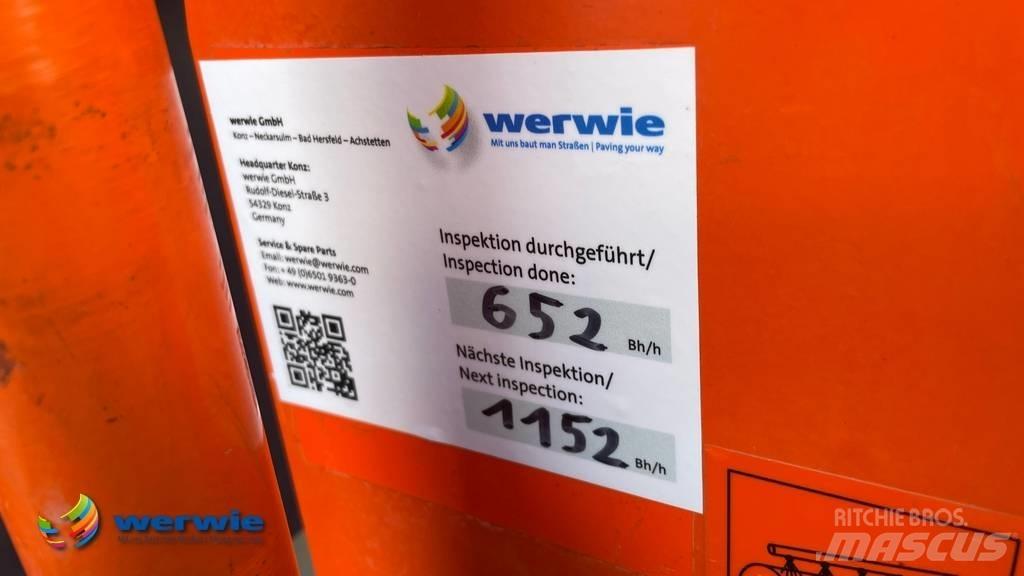 werwie GmbH
Konz – Neckarsulm – Bad Hersfeld – Achstetten
Headquarter Konz:
werwie GmbH
Rudolf-Diesel-Straße 3
54329 Konz
Germany
Service & Spare Parts
Email: werwie@werwie.com
Fon: + 49 (0)6501 9363-0
Web: www.werwie.com
werwie
Mit uns baut man Straßen | Paving your way
Inspektion durchgeführt/
Inspection done:
652 Bh/h
Nächste Inspektion/
Next inspection:
1152 Bh/h
werwie
RITCHIE BROS.
MASCUS